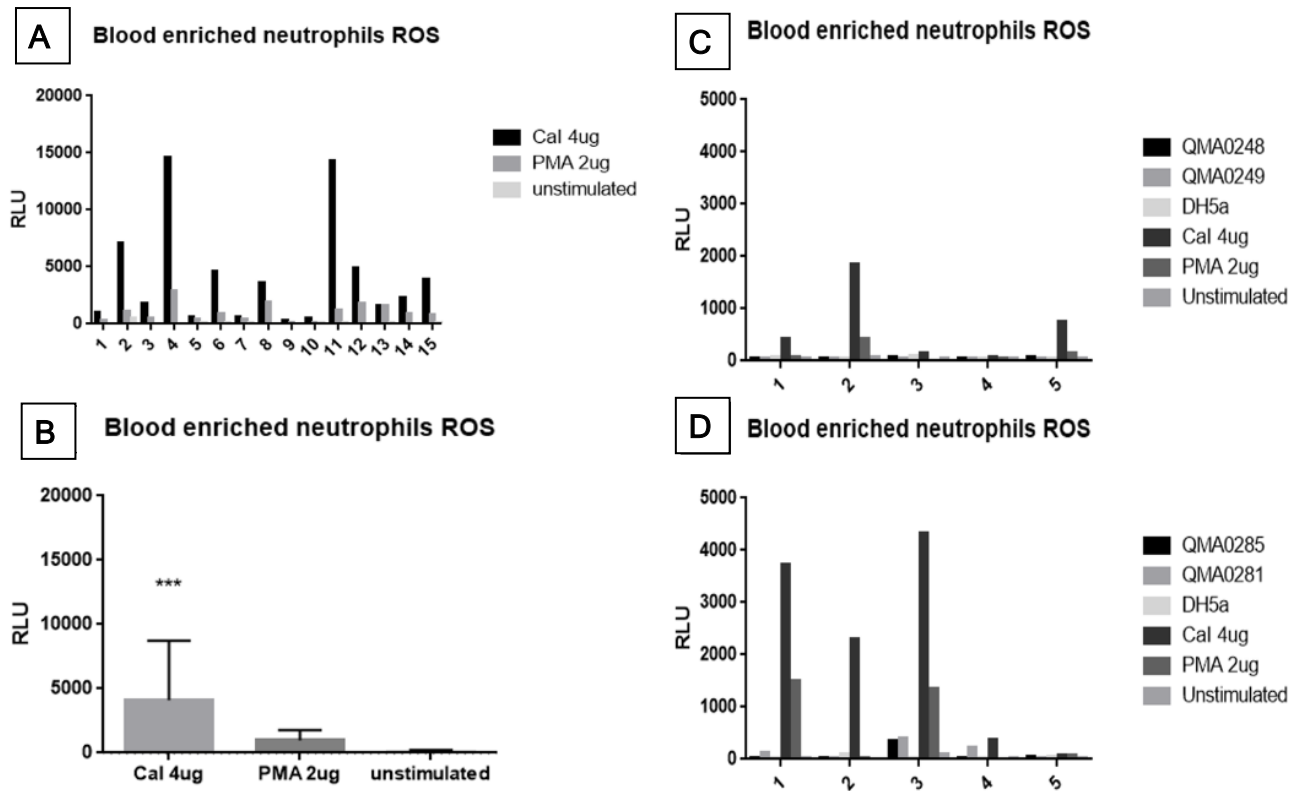 A
Blood enriched neutrophils ROS
20000
15000
10000
5000
0
RLU
1 2 3 4 5 6 7 8 9 10 11 12 13 14 15
Cal 4ug
PMA 2ug
unstimulated
B
Blood enriched neutrophils ROS
20000
15000
10000
5000
0
RLU
***
Cal 4ug PMA 2ug unstimulated
C
Blood enriched neutrophils ROS
5000
4000
3000
2000
1000
0
RLU
1 2 3 4 5
QMA0248
QMA0249
DH5a
Cal 4ug
PMA 2ug
Unstimulated
D
Blood enriched neutrophils ROS
5000
4000
3000
2000
1000
0
RLU
1 2 3 4 5
QMA0285
QMA0281
DH5a
Cal 4ug
PMA 2ug
Unstimulated